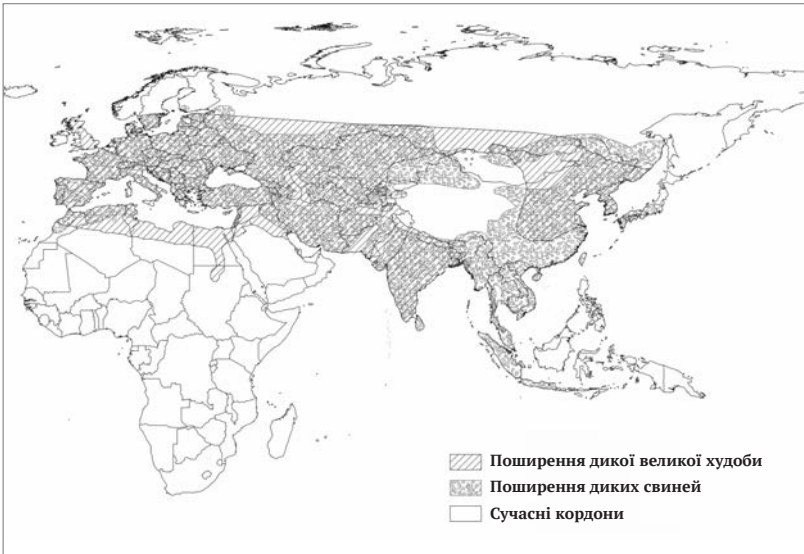 Поширення дикої великої худоби
Поширення диких свиней
Сучасні кордони